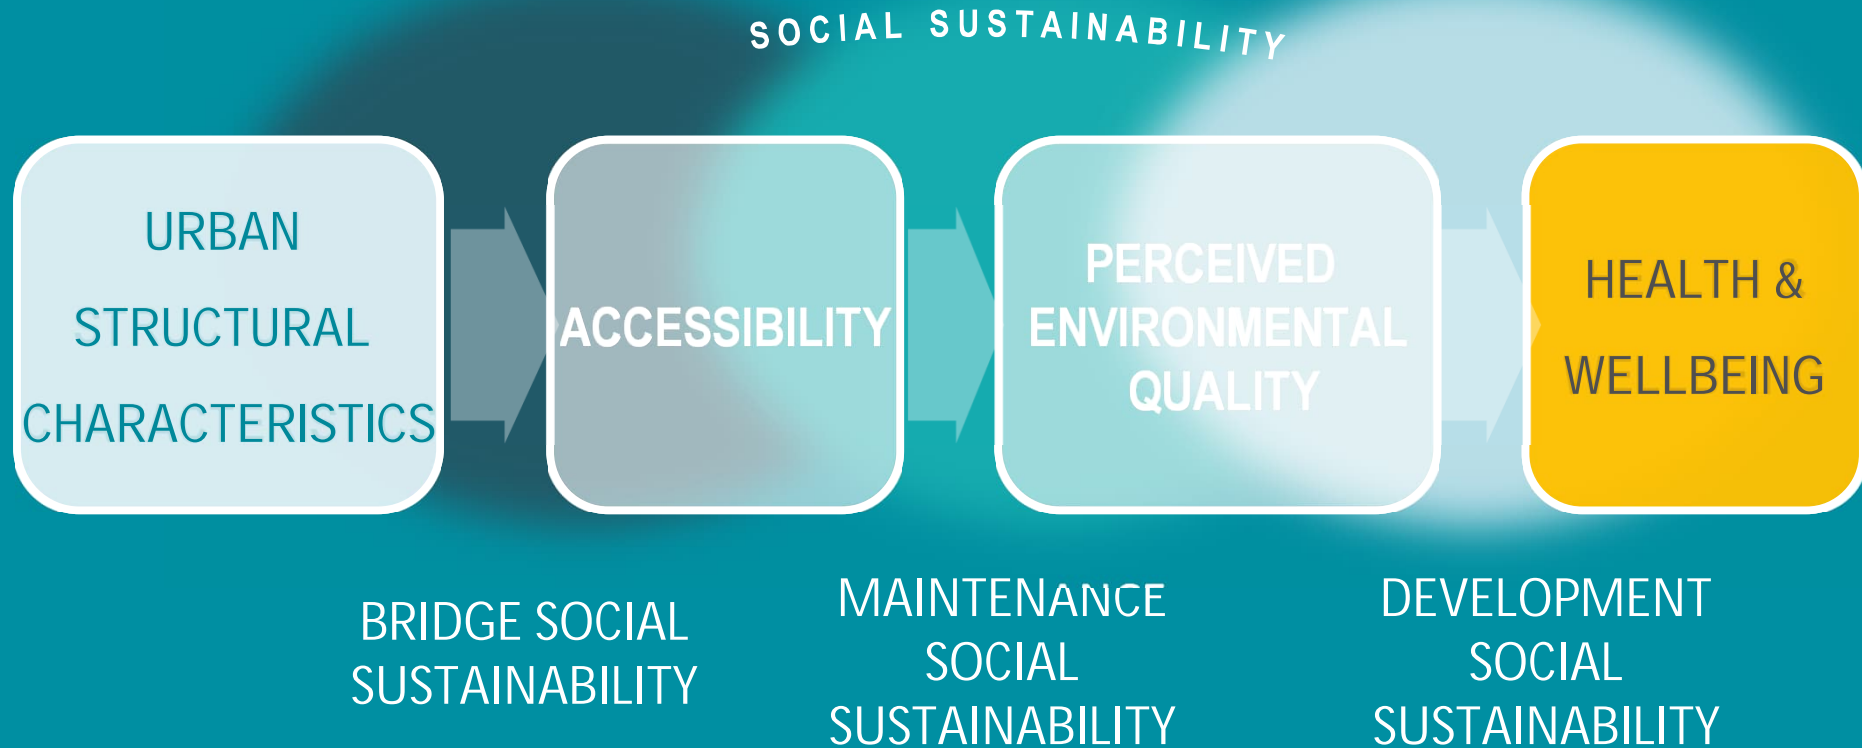 SOCIAL SUSTAINABILITY
URBAN
STRUCTURAL
CHARACTERISTICS
ACCESSIBILITY
PERCEIVED
ENVIRONMENTAL
QUALITY
HEALTH &
WELLBEING
BRIDGE SOCIAL
SUSTAINABILITY
MAINTENANCE
SOCIAL
SUSTAINABILITY
DEVELOPMENT
SOCIAL
SUSTAINABILITY